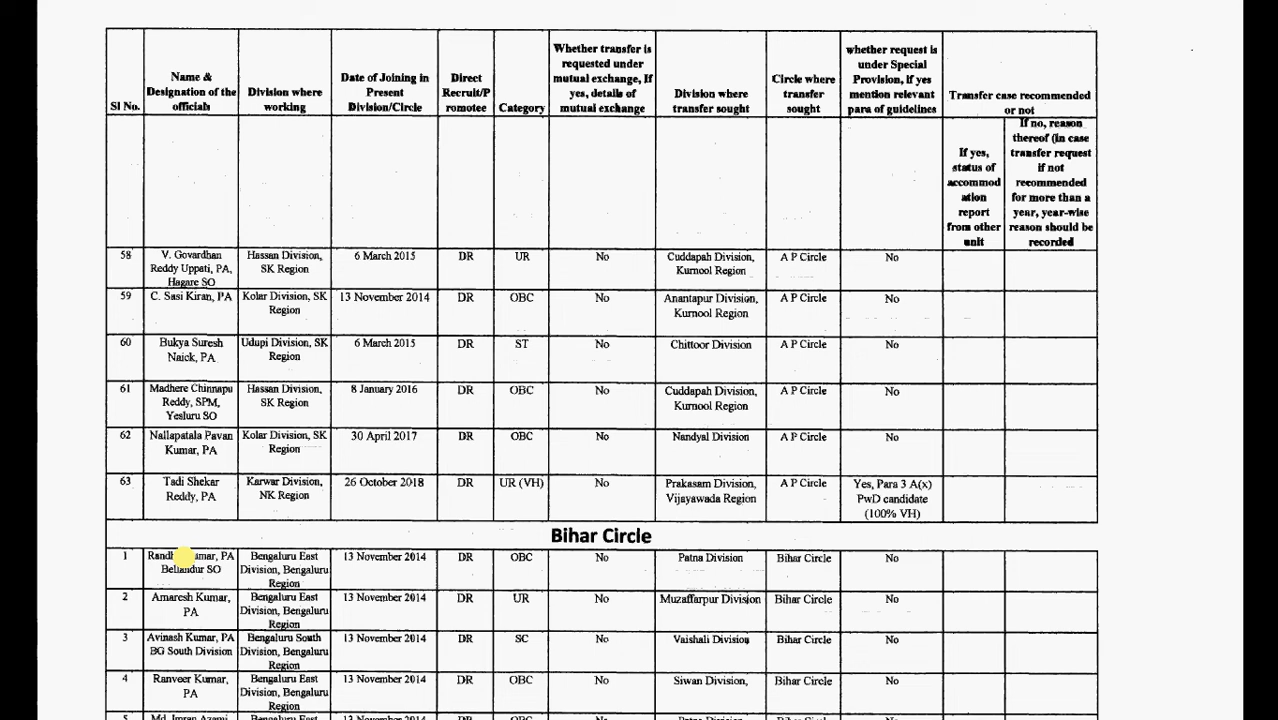 Sl No.
Name &
Designation of the
officials
Division where
working
Date of Joining in
Present
Division/Circle
Direct
Recruit/P
romotee
Category
Whether transfer is
requested under
mutual exchange, If
yes, details of
mutual exchange
Division where
transfer sought
Circle where
transfer
sought
whether request is
under Special
Provision, if yes
mention relevant
para of guidelines
Transfer case recommended
or not
If yes,
status of
accommod
ation
report
from other
unit
If no, reason
thereof (in case
transfer request
if not
recommended
for more than a
year, year-wise
reason should be
recorded
58
V. Govardhan
Reddy Uppati, PA,
Hagare SO
Hassan Division,
SK Region
6 March 2015
DR
UR
No
Cuddapah Division,
Kurnool Region
A P Circle
No
59
C. Sasi Kiran, PA
Kolar Division, SK
Region
13 November 2014
DR
OBC
No
Anantapur Division,
Kurnool Region
A P Circle
No
60
Bukya Suresh
Naick, PA
Udupi Division, SK
Region
6 March 2015
DR
ST
No
Chittoor Division
A P Circle
No
61
Madhere Chinnapu
Reddy, SPM,
Yesluru SO
Hassan Division,
SK Region
8 January 2016
DR
OBC
No
Cuddapah Division,
Kurnool Region
A P Circle
No
62
Nallapatala Pavan
Kumar, PA
Kolar Division, SK
Region
30 April 2017
DR
OBC
No
Nandyal Division
A P Circle
No
63
Tadi Shekar
Reddy, PA
Karwar Division,
NK Region
26 October 2018
DR
UR (VH)
No
Prakasam Division,
Vijayawada Region
A P Circle
Yes, Para 3 A(x)
PwD candidate
(100% VH)
Bihar Circle
1
PA
Bellandur SO
Bengaluru East
Division, Bengaluru
Region
13 November 2014
DR
OBC
No
Patna Division
Bihar Circle
No
2
Amaresh Kumar,
PA
Bengaluru East
Division, Bengaluru
Region
13 November 2014
DR
UR
No
Muzaffarpur Division
Bihar Circle
No
3
Avinash Kumar, PA
BG South Division
Bengaluru South
Division, Bengaluru
Region
13 November 2014
DR
SC
No
Vaishali Division
Bihar Circle
No
4
Ranveer Kumar,
PA
Bengaluru East
Division, Bengaluru
Region
13 November 2014
DR
OBC
No
Siwan Division,
Bihar Circle
No